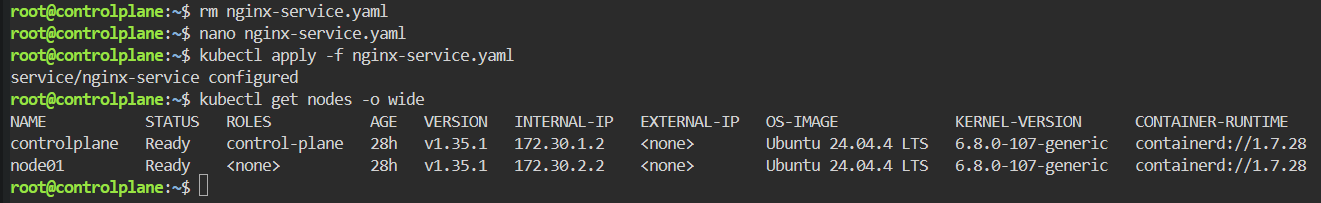 root@controlplane:~$ rm nginx-service.yaml
root@controlplane:~$ nano nginx-service.yaml
root@controlplane:~$ kubectl apply -f nginx-service.yaml
service/nginx-service configured
root@controlplane:~$ kubectl get nodes -o wide
NAME           STATUS   ROLES           AGE   VERSION   INTERNAL-IP   EXTERNAL-IP   OS-IMAGE             KERNEL-VERSION      CONTAINER-RUNTIME
controlplane   Ready    control-plane   28h   v1.35.1   172.30.1.2    <none>        Ubuntu 24.04.4 LTS   6.8.0-107-generic   containerd://1.7.28
node01         Ready    <none>          28h   v1.35.1   172.30.2.2    <none>        Ubuntu 24.04.4 LTS   6.8.0-107-generic   containerd://1.7.28
root@controlplane:~$